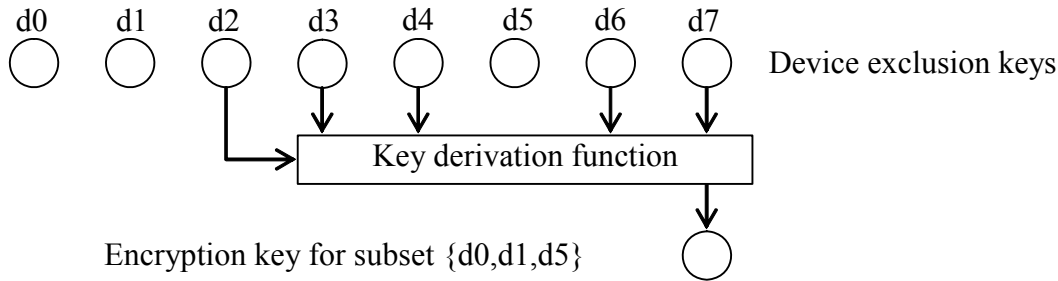 d0 d1 d2 d3 d4 d5 d6 d7
Device exclusion keys
Key derivation function
Encryption key for subset {d0,d1,d5}